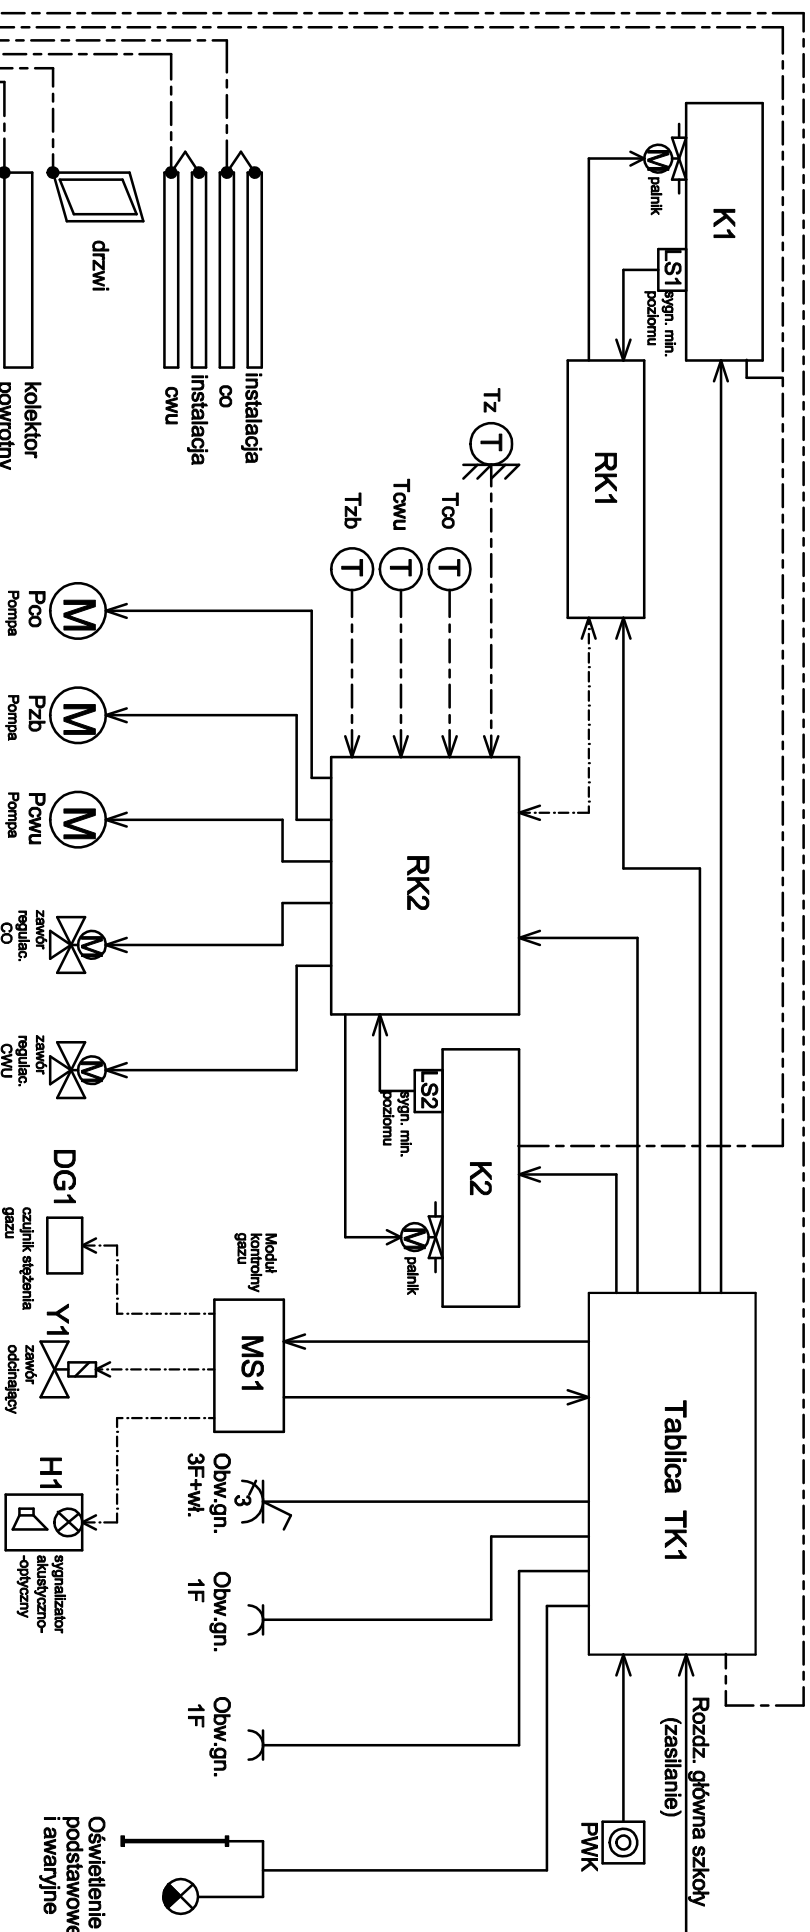 K1
M
palnik
LS1
sygn. min.
poziomu
RK1
Tz
T
Tco
T
Tcwu
T
Tzb
T
instalacja
co
instalacja
cwu
drzwi
kolektor
powrotny
RK2
M
Pco
Pompa
M
Pzb
Pompa
M
Pcwu
Pompa
M
zawór
regulac.
CO
M
zawór
regulac.
CWU
K2
LS2
sygn. min.
poziomu
M
palnik
Tablica TK1
Moduł
kontrolny
gazu
MS1
DG1
czujnik stężenia
gazu
Y1
zawór
odcinający
H1
sygnalizator
akustyczno-
-optyczny
3
Obw.gn.
3F+wł.
Obw.gn.
1F
Obw.gn.
1F
Rozdz. główna szkoły
(zasilanie)
PWK
Oświetlenie
podstawowe
i awaryjne